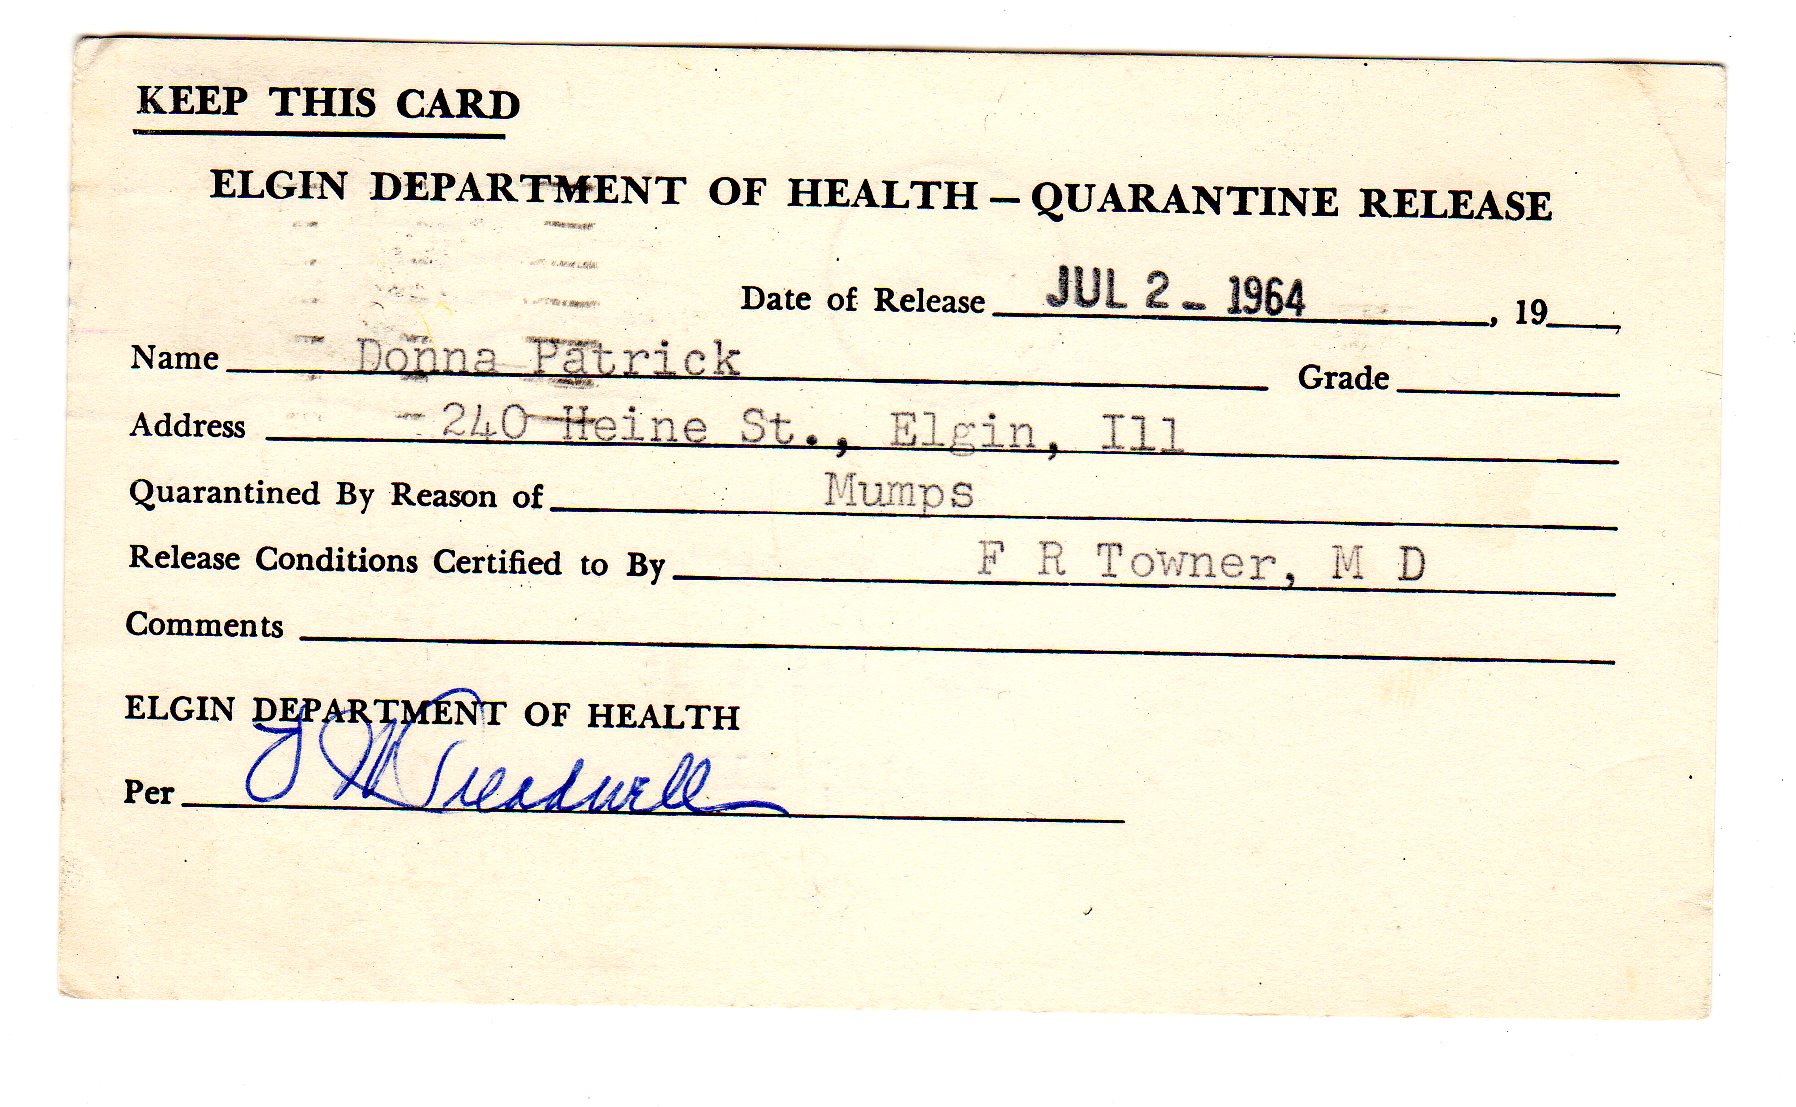 KEEP THIS CARD
ELGIN DEPARTMENT OF HEALTH – QUARANTINE RELEASE
Date of Release JUL 2 - 1964, 19
Name Donna Patrick Grade
Address 240 Heine St., Elgin, Ill
Quarantined By Reason of Mumps
Release Conditions Certified to By F R Towner, M D
Comments
ELGIN DEPARTMENT OF HEALTH
Per Treadwell